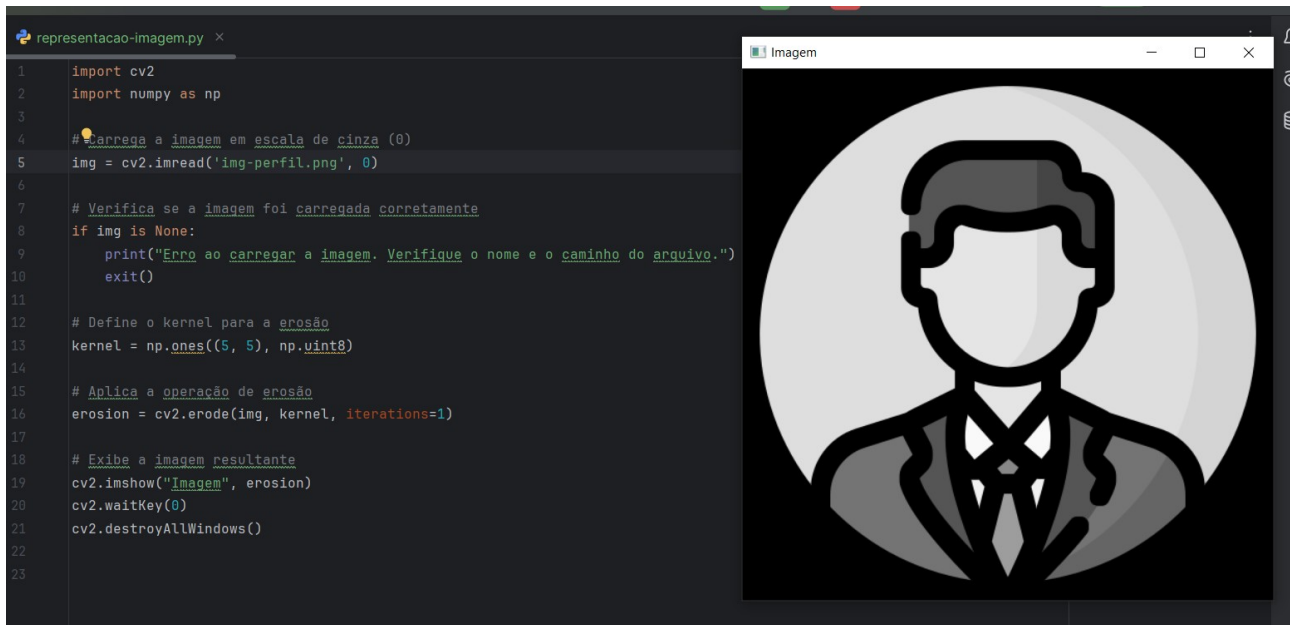 representacao-imagem.py
1 import cv2
2 import numpy as np
3
4 # Carrega a imagem em escala de cinza (0)
5 img = cv2.imread('img-perfil.png', 0)
6
7 # Verifica se a imagem foi carregada corretamente
8 if img is None:
9 print("Erro ao carregar a imagem. Verifique o nome e o caminho do arquivo.")
10 exit()
11
12 # Define o kernel para a erosão
13 kernel = np.ones((5, 5), np.uint8)
14
15 # Aplica a operação de erosão
16 erosion = cv2.erode(img, kernel, iterations=1)
17
18 # Exibe a imagem resultante
19 cv2.imshow("Imagem", erosion)
20 cv2.waitKey(0)
21 cv2.destroyAllWindows()
22
23
Imagem